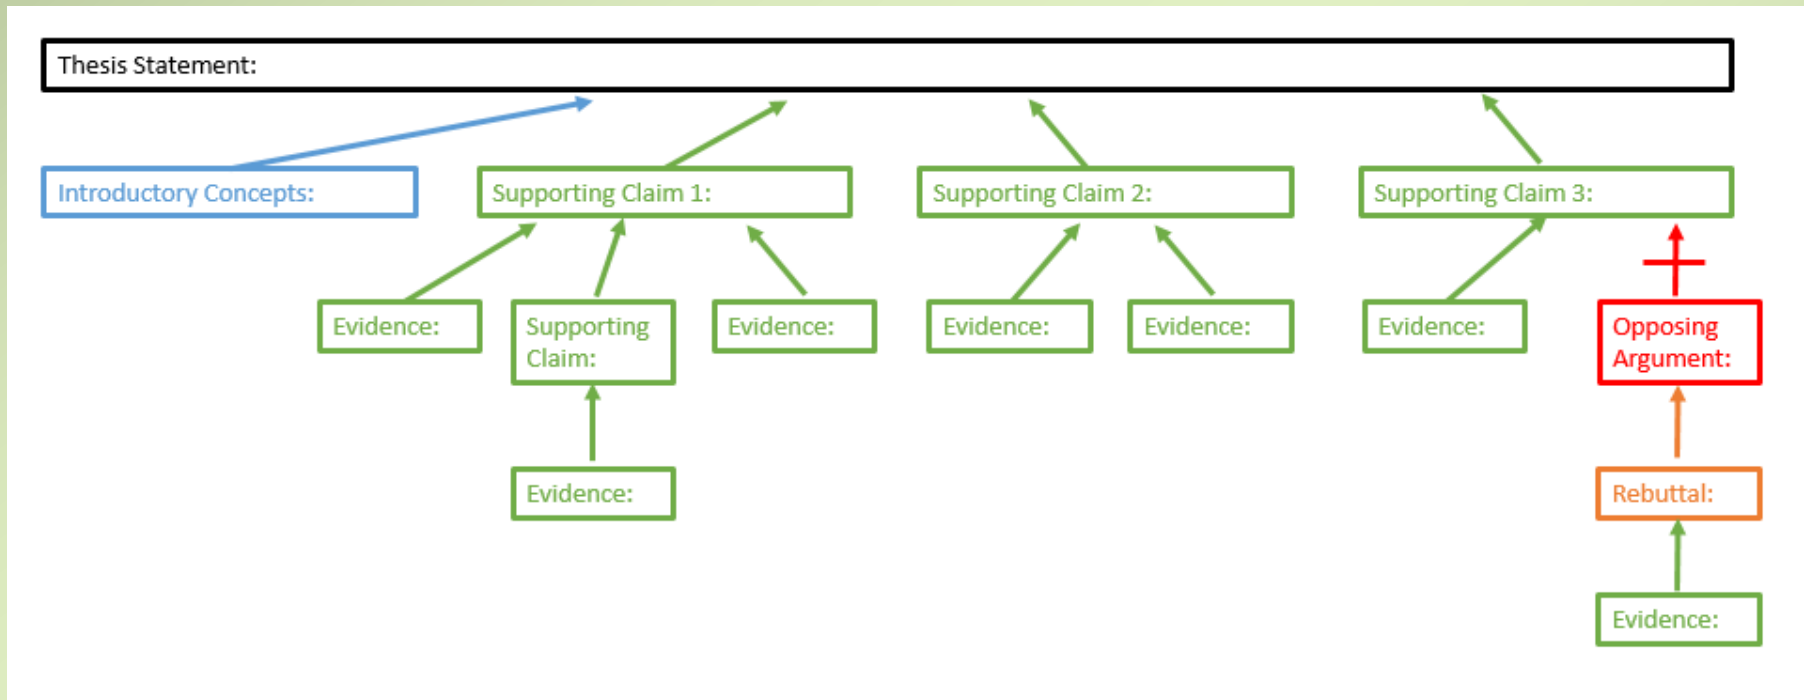 Thesis Statement:
Introductory Concepts:
Supporting Claim 1:
Supporting Claim 2:
Supporting Claim 3:
Evidence:
Supporting
Claim:
Evidence:
Evidence:
Evidence:
Evidence:
Opposing
Argument:
Evidence:
Rebuttal:
Evidence: